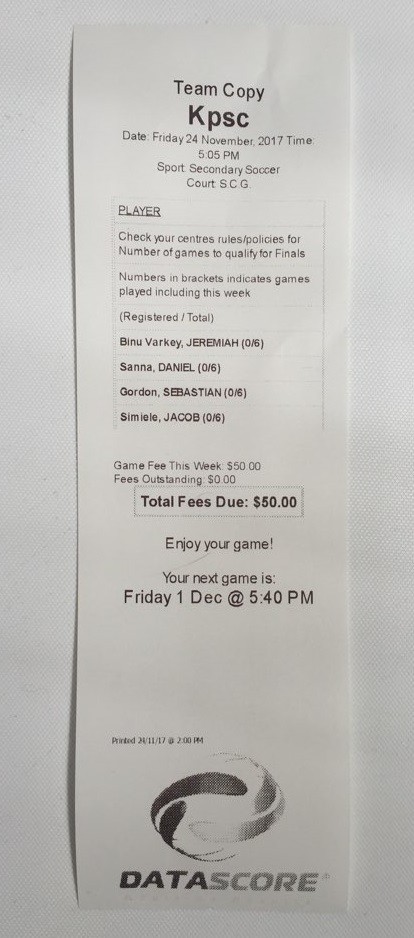 Team Copy
Kpsc
Date: Friday 24 November, 2017 Time:
5:05 PM
Sport: Secondary Soccer
Court: S.C.G.
PLAYER
Check your centres rules/policies for
Number of games to qualify for Finals
Numbers in brackets indicates games
played including this week
(Registered / Total)
Binu Varkey, JEREMIAH (0/6)
Sanna, DANIEL (0/6)
Gordon, SEBASTIAN (0/6)
Simiele, JACOB (0/6)
Game Fee This Week: $50.00
Fees Outstanding: $0.00
Total Fees Due: $50.00
Enjoy your game!
Your next game is:
Friday 1 Dec @ 5:40 PM
Printed 24/11/17 @ 2:00 PM
DATASCORE®